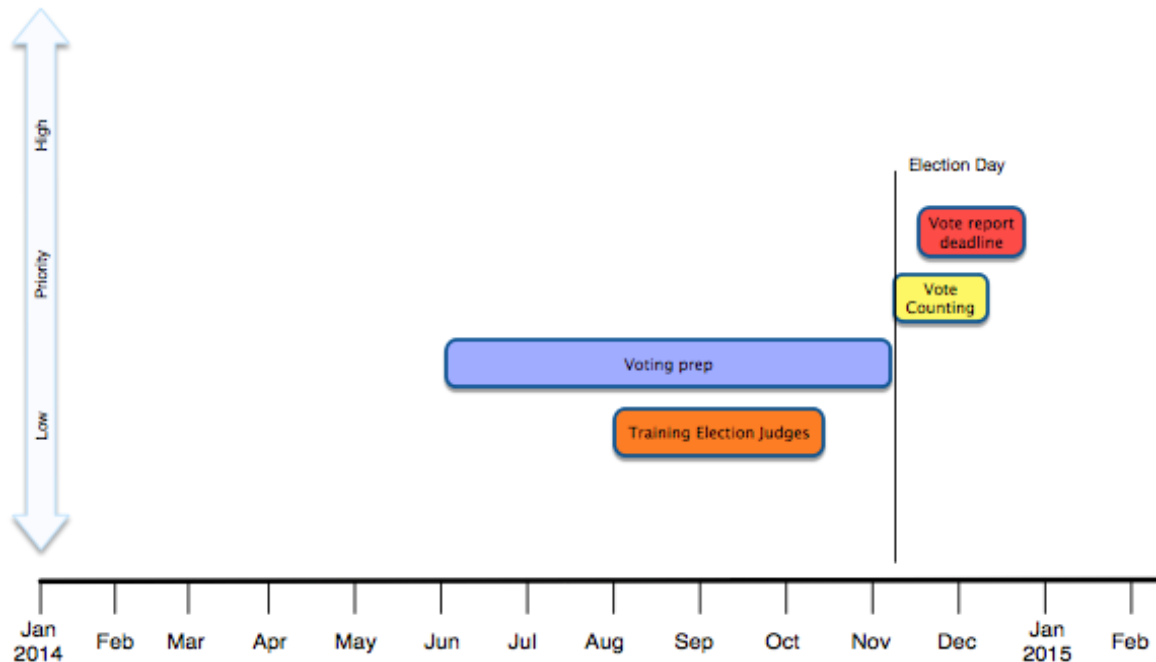 High
Priority
Low
Election Day
Vote report
deadline
Vote
Counting
Voting prep
Training Election Judges
Jan
2014
Feb
Mar
Apr
May
Jun
Jul
Aug
Sep
Oct
Nov
Dec
Jan
2015
Feb